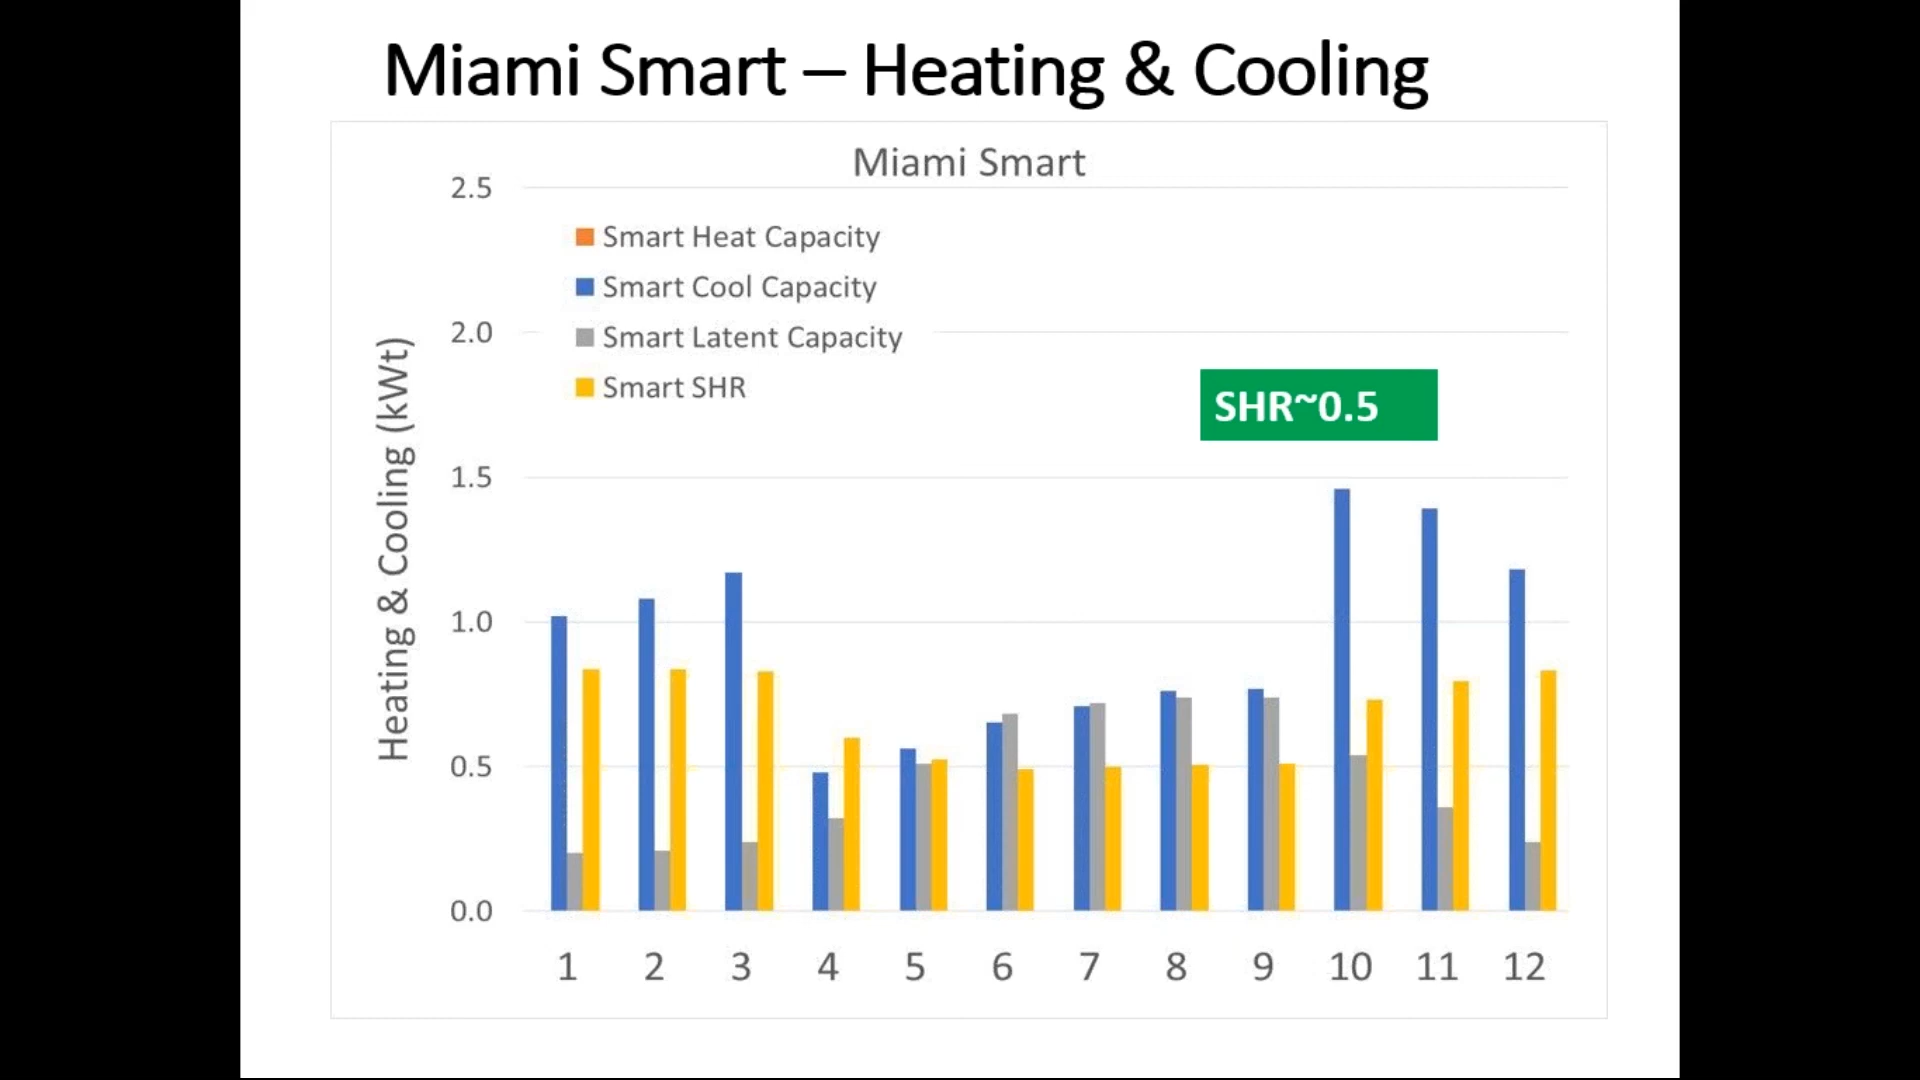 Miami Smart – Heating & Cooling
Miami Smart
2.5
Smart Heat Capacity
Smart Cool Capacity
2.0
Smart Latent Capacity
Smart SHR
SHR~0.5
Heating & Cooling (kWt)
1.5
1.0
0.5
0.0
1 2 3 4 5 6 7 8 9 10 11 12